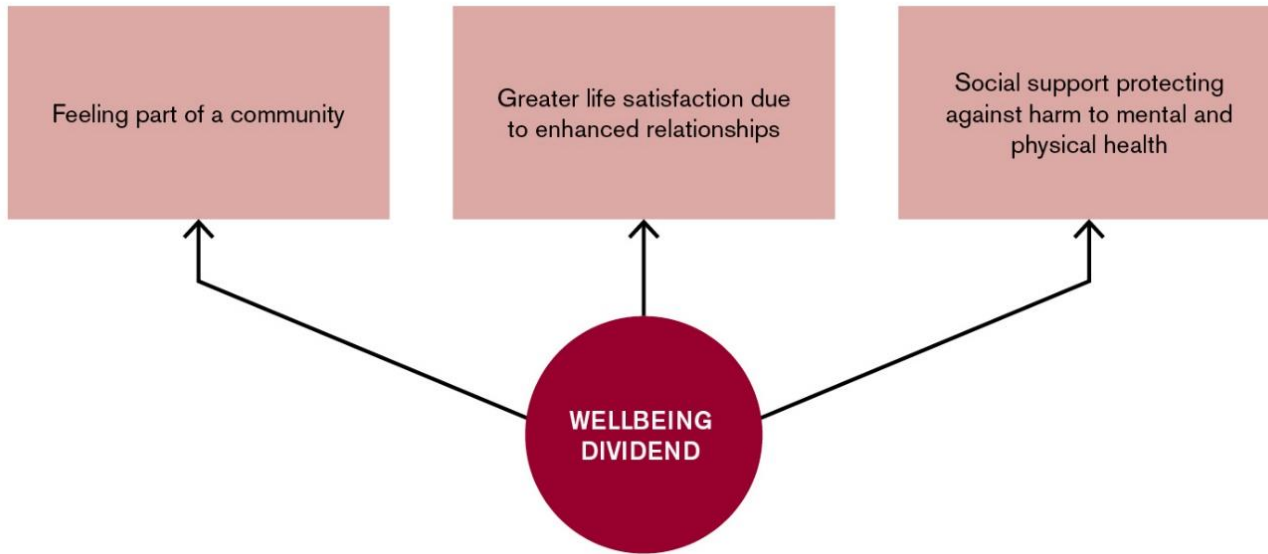 Feeling part of a community
Greater life satisfaction due
to enhanced relationships
Social support protecting
against harm to mental and
physical health
WELLBEING
DIVIDEND